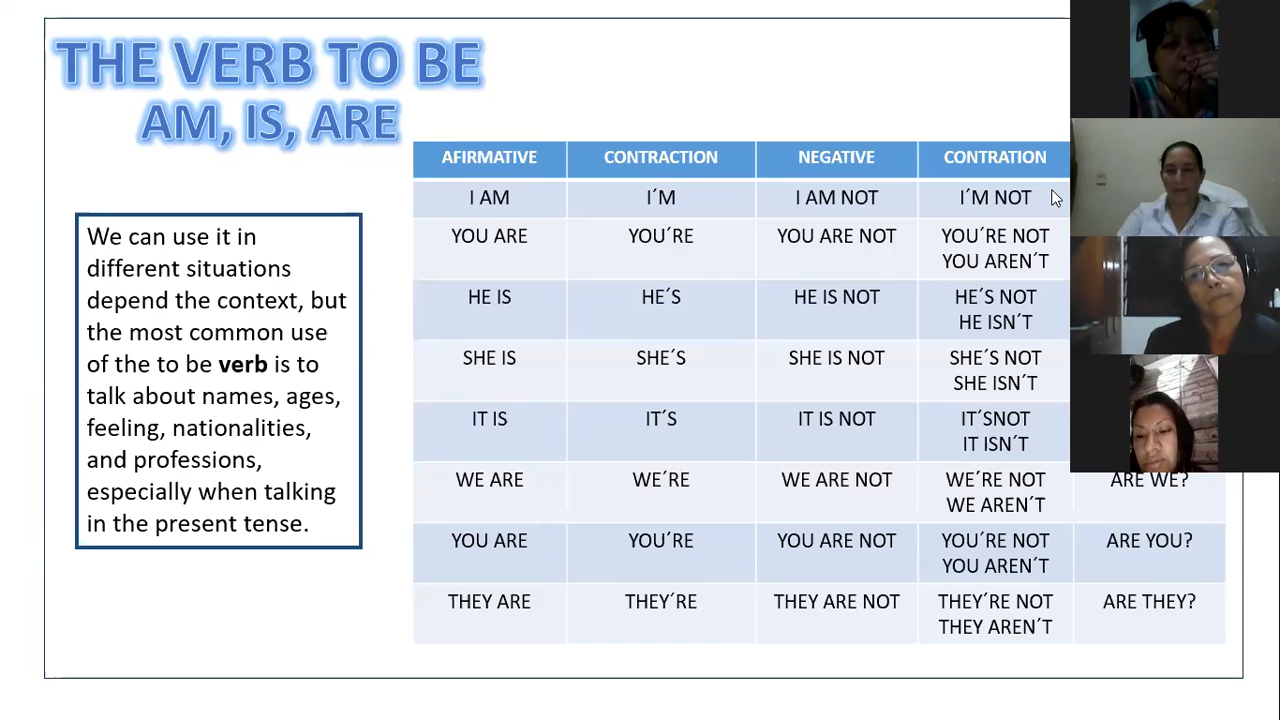 THE VERB TO BE
AM, IS, ARE
We can use it in
different situations
depend the context, but
the most common use
of the to be verb is to
talk about names, ages,
feeling, nationalities,
and professions,
especially when talking
in the present tense.
AFIRMATIVE CONTRACTION NEGATIVE CONTRATION
I AM I´M I AM NOT I´M NOT
YOU ARE YOU´RE YOU ARE NOT YOU´RE NOT
YOU AREN´T
HE IS HE´S HE IS NOT HE´S NOT
HE ISN´T
SHE IS SHE´S SHE IS NOT SHE´S NOT
SHE ISN´T
IT IS IT´S IT IS NOT IT´SNOT
IT ISN´T
WE ARE WE´RE WE ARE NOT WE´RE NOT ARE WE?
WE AREN´T
YOU ARE YOU´RE YOU ARE NOT YOU´RE NOT ARE YOU?
YOU AREN´T
THEY ARE THEY´RE THEY ARE NOT THEY´RE NOT ARE THEY?
THEY AREN´T